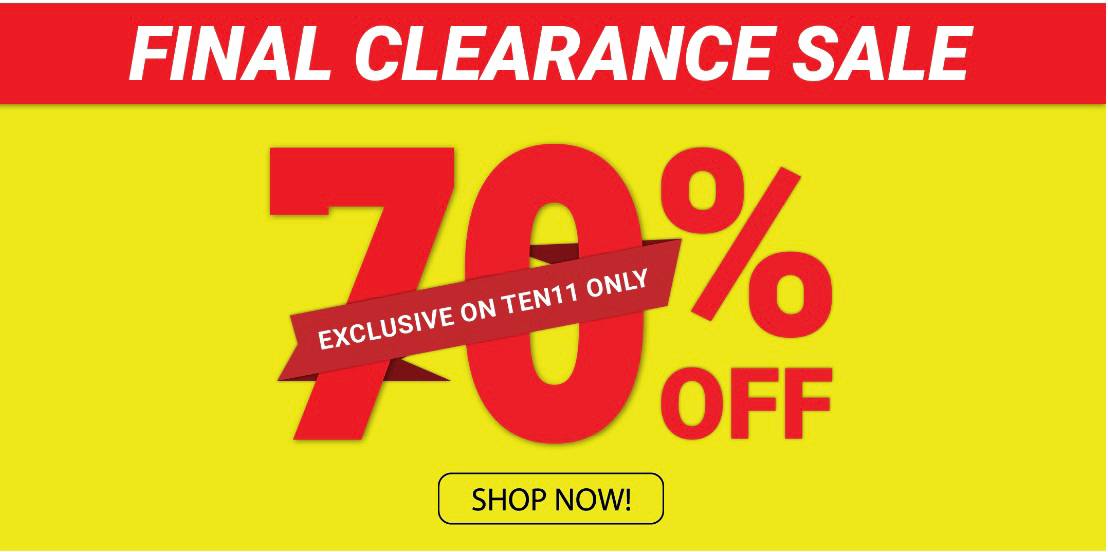 FINAL CLEARANCE SALE
70%
EXCLUSIVE ON TEN11 ONLY
OFF
SHOP NOW!